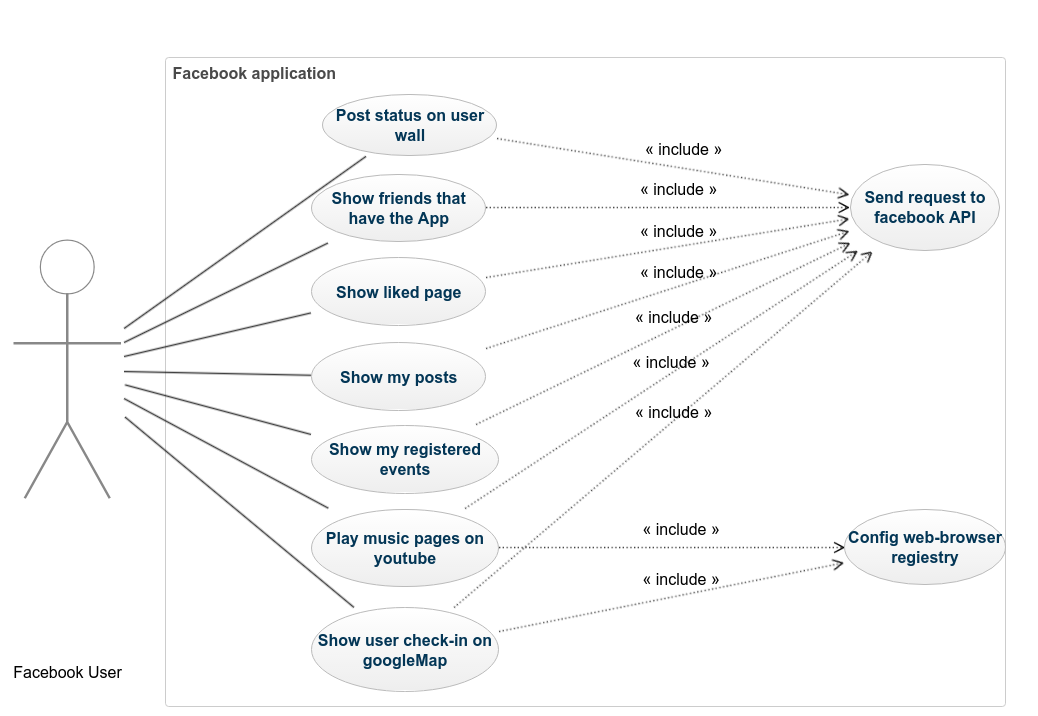 Facebook application
Post status on user
wall
« include »
Show friends that
have the App
« include »
Send request to
facebook API
« include »
Show liked page
« include »
« include »
Show my posts
« include »
« include »
Show my registered
events
Play music pages on
youtube
« include »
Config web-browser
regiestry
« include »
Show user check-in on
googleMap
Facebook User